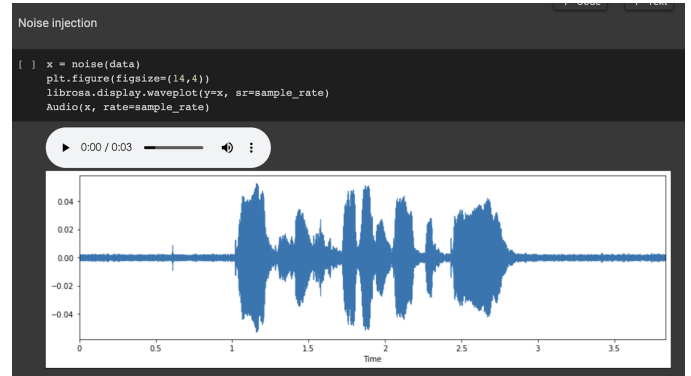 + Code + Text
Noise injection
[ ] x = noise(data)
plt.figure(figsize=(14,4))
librosa.display.waveplot(y=x, sr=sample_rate)
Audio(x, rate=sample_rate)
0:00 / 0:03
0.04
0.02
0.00
−0.02
−0.04
0 0.5 1 1.5 2 2.5 3 3.5
Time